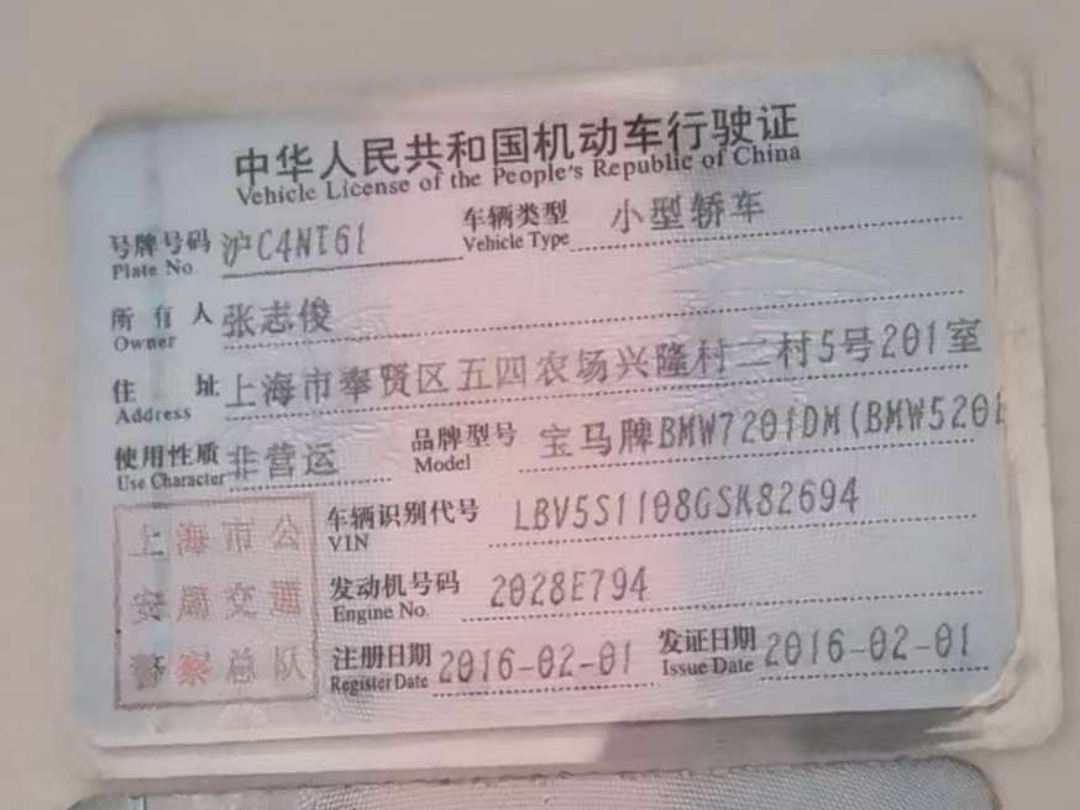 中华人民共和国机动车行驶证
Vehicle License of the People's Republic of China
号牌号码 沪C4NT61 车辆类型 小型轿车
Plate No. Vehicle Type
所有人 张志俊
Owner
住址 上海市奉贤区五四农场兴隆村二村5号201室
Address
使用性质 非营运 品牌型号 宝马牌BMW7201DM(BMW520i
Use Character Model
车辆识别代号 LBV5S1108GSK82694
VIN
发动机号码 2028E794
Engine No.
注册日期 2016-02-01 发证日期 2016-02-01
Register Date Issue Date
上海市公
安局交通
警察总队